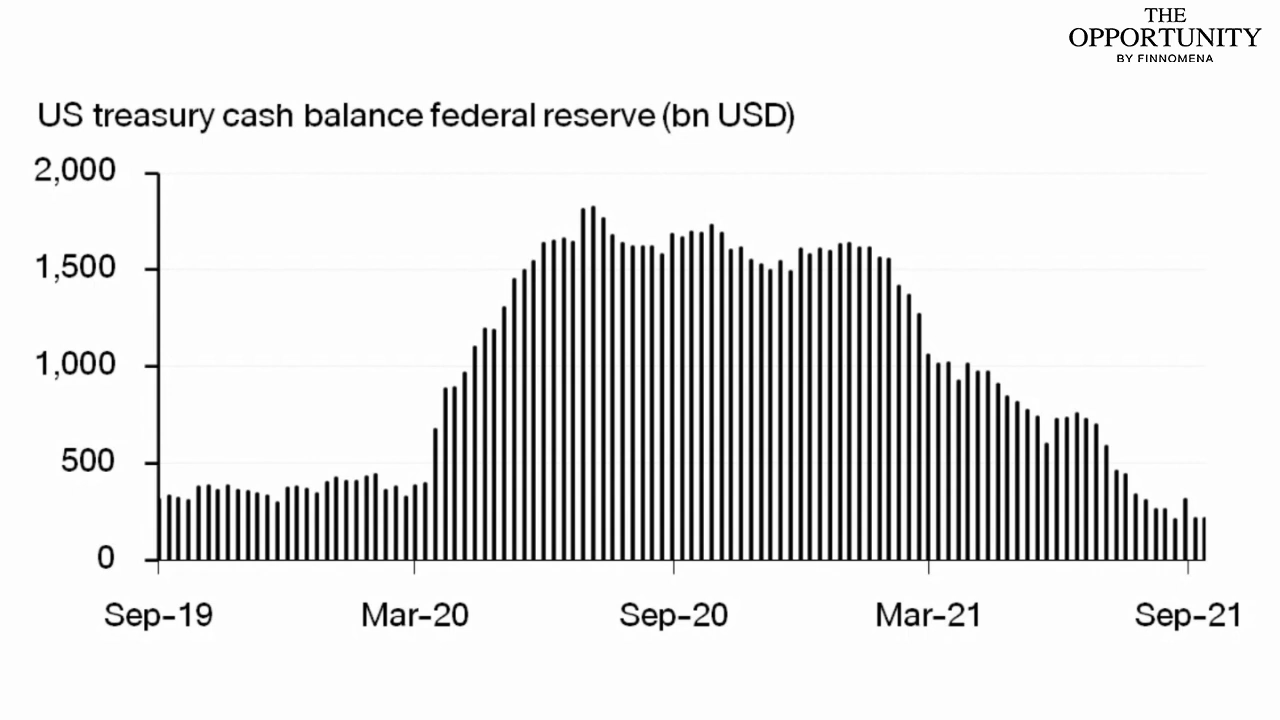 THE
OPPORTUNITY
BY FINNOMENA
US treasury cash balance federal reserve (bn USD)
2,000
1,500
1,000
500
0
Sep-19 Mar-20 Sep-20 Mar-21 Sep-21